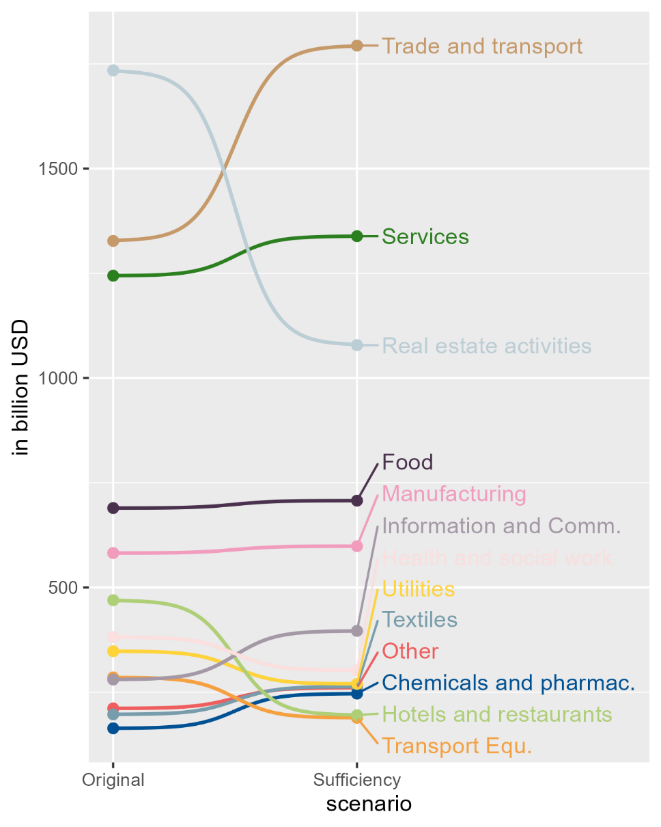 Trade and transport
1500
Services
Real estate activities
in billion USD
1000
Food
Manufacturing
Information and Comm.
Health and social work
500
Utilities
Textiles
Other
Chemicals and pharmac.
Hotels and restaurants
Transport Equ.
Original
Sufficiency
scenario